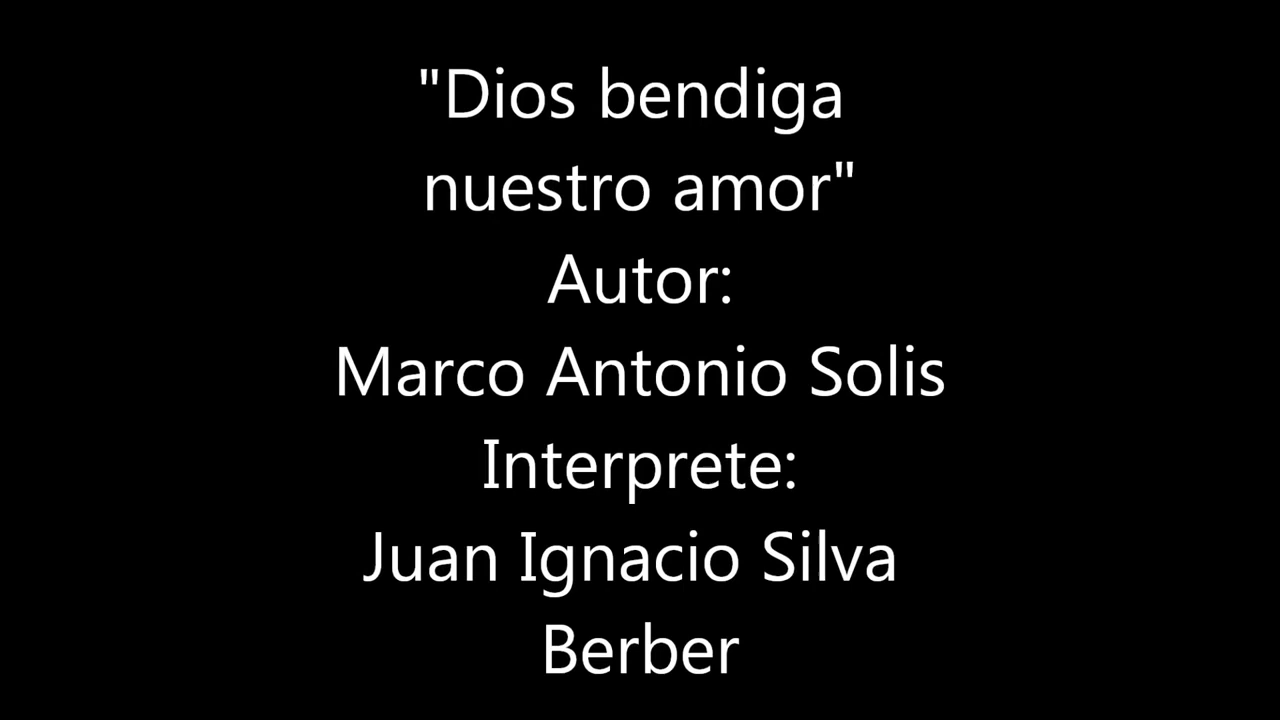 "Dios bendiga
nuestro amor"
Autor:
Marco Antonio Solis
Interprete:
Juan Ignacio Silva
Berber